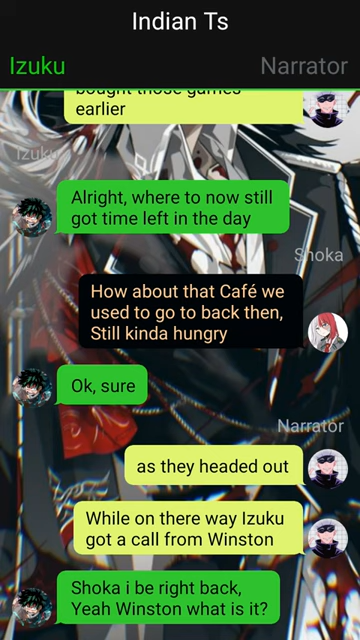 Indian Ts
Izuku
Narrator
bought those games
earlier
Izuku
Alright, where to now still
got time left in the day
Shoka
How about that Café we
used to go to back then,
Still kinda hungry
Ok, sure
Narrator
as they headed out
While on there way Izuku
got a call from Winston
Shoka i be right back,
Yeah Winston what is it?